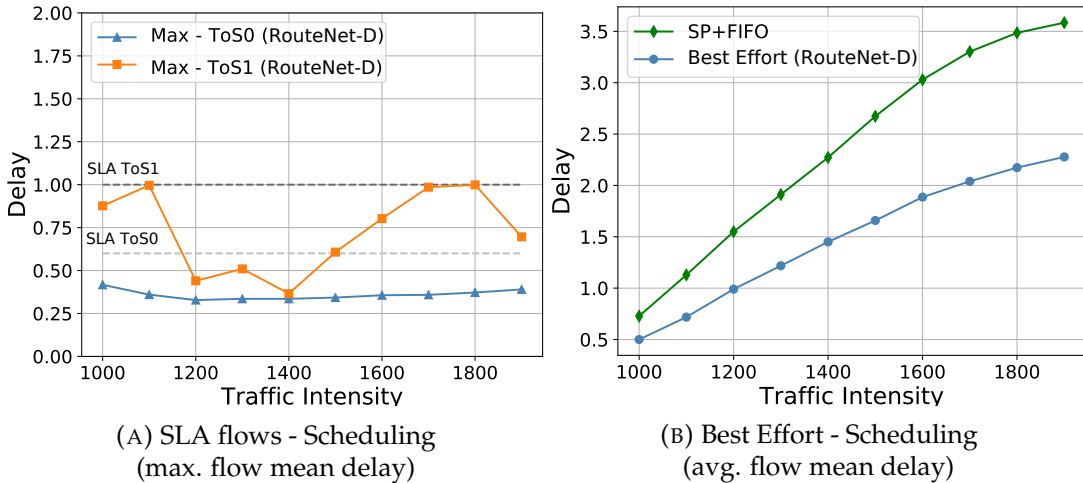 2.00
1.75
1.50
1.25
1.00
0.75
0.50
0.25
0.00
Delay
Max - ToS0 (RouteNet-D)
Max - ToS1 (RouteNet-D)
SLA ToS1
SLA ToS0
1000 1200 1400 1600 1800
Traffic Intensity
(A) SLA flows - Scheduling
(max. flow mean delay)
3.5
3.0
2.5
2.0
1.5
1.0
0.5
Delay
SP+FIFO
Best Effort (RouteNet-D)
1000 1200 1400 1600 1800
Traffic Intensity
(B) Best Effort - Scheduling
(avg. flow mean delay)